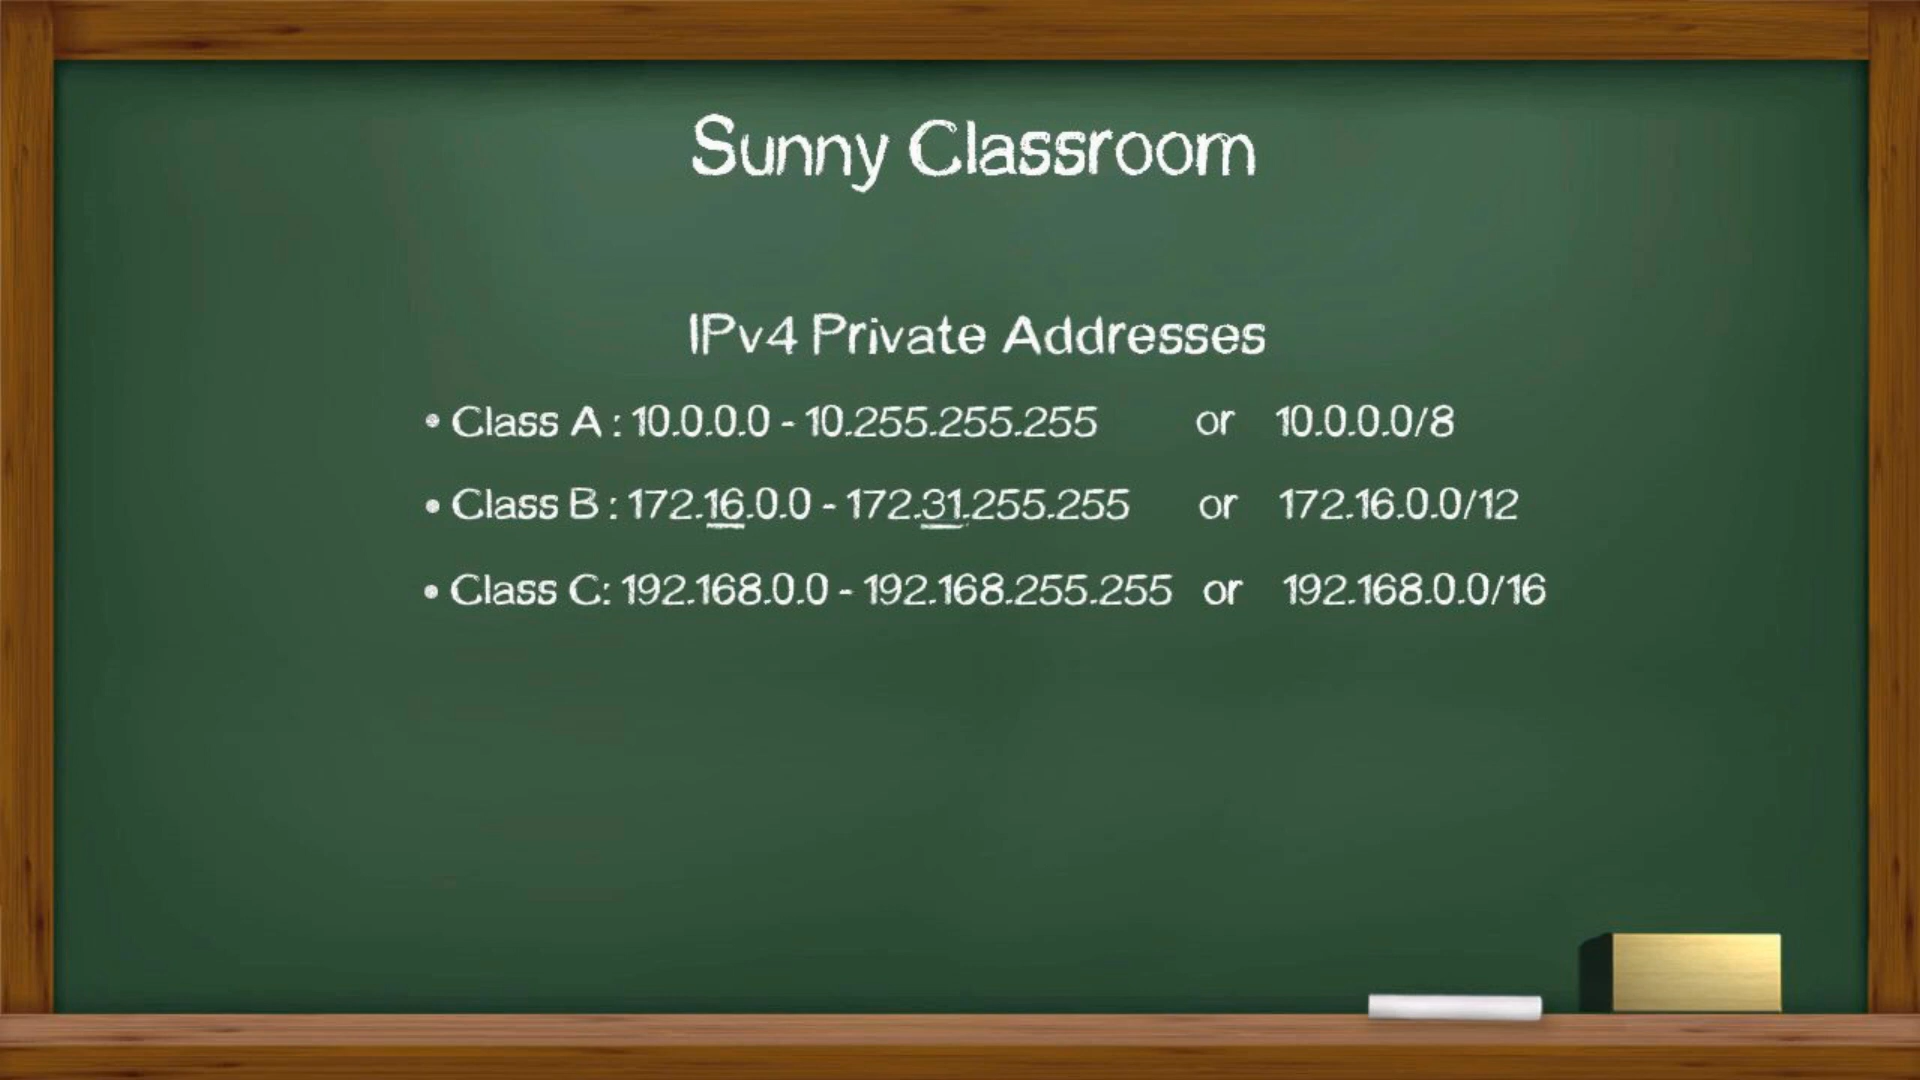 Sunny Classroom
IPv4 Private Addresses
• Class A : 10.0.0.0 - 10.255.255.255 or 10.0.0.0/8
• Class B : 172.16.0.0 - 172.31.255.255 or 172.16.0.0/12
• Class C: 192.168.0.0 - 192.168.255.255 or 192.168.0.0/16